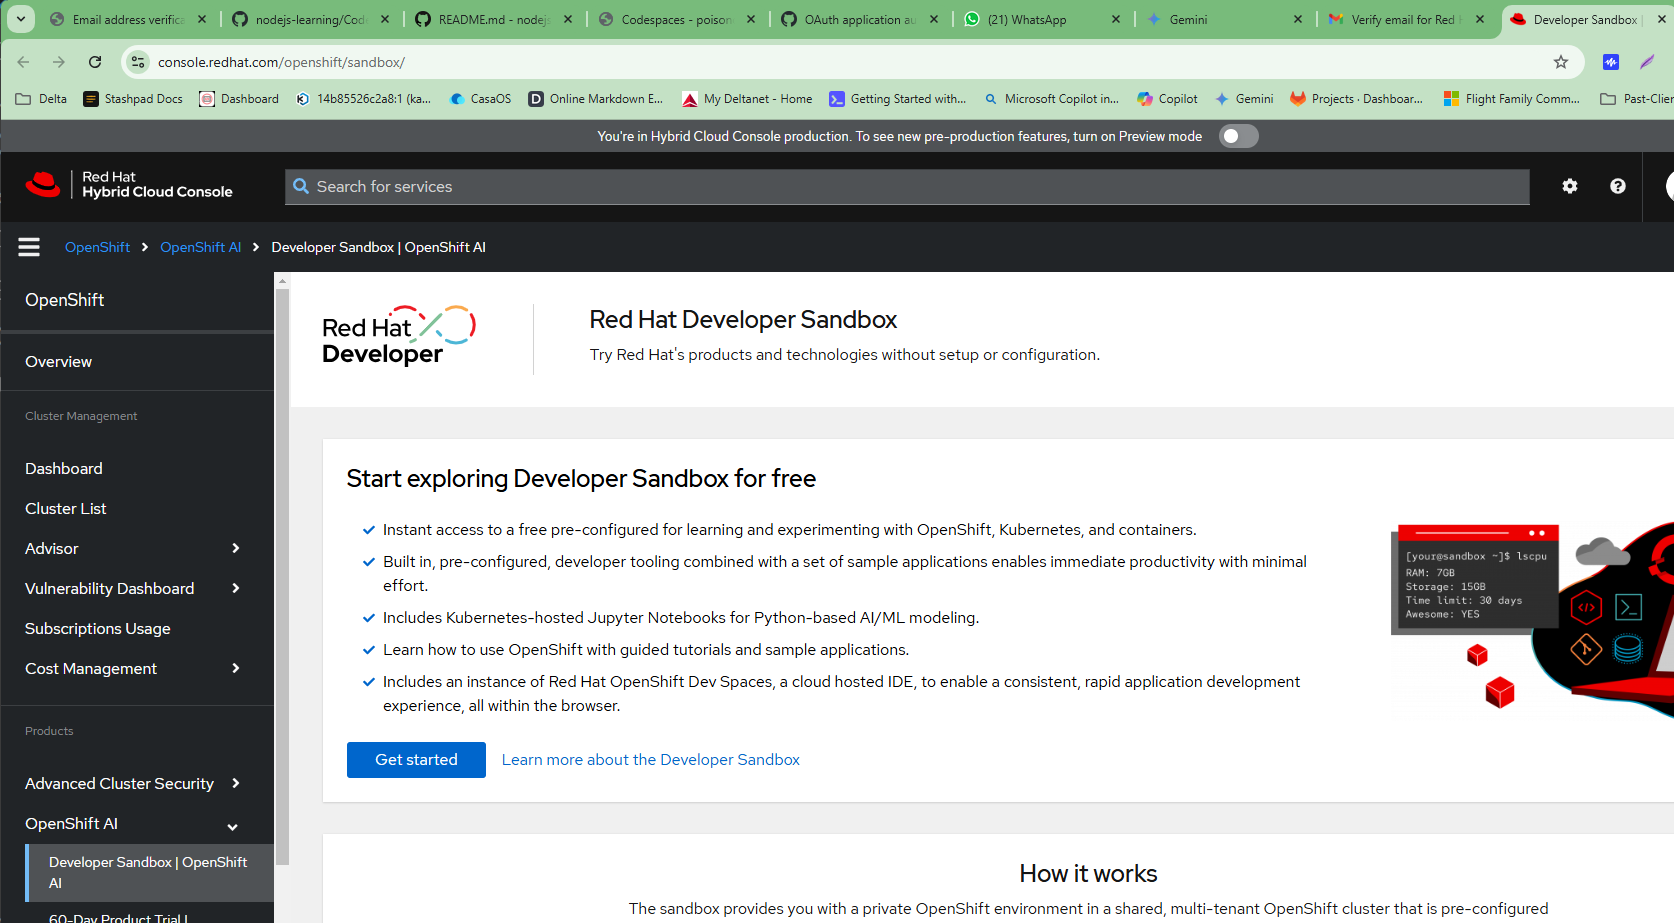 Email address verifica
nodejs-learning/Cod
README.md - nodejs
Codespaces - poison
OAuth application au
(21) WhatsApp
Gemini
Verify email for Red H
Developer Sandbox |
console.redhat.com/openshift/sandbox/
Delta
Stashpad Docs
Dashboard
14b85526c2a8:1 (ka...
CasaOS
Online Markdown E...
My Deltanet - Home
Getting Started with...
Microsoft Copilot in...
Copilot
Gemini
Projects · Dashboar...
Flight Family Comm...
Past-Clien
You're in Hybrid Cloud Console production. To see new pre-production features, turn on Preview mode
Red Hat
Hybrid Cloud Console
Search for services
OpenShift > OpenShift AI > Developer Sandbox | OpenShift AI
OpenShift
Overview
Cluster Management
Dashboard
Cluster List
Advisor
Vulnerability Dashboard
Subscriptions Usage
Cost Management
Products
Advanced Cluster Security
OpenShift AI
Developer Sandbox | OpenShift
AI
60-Day Product Trial |
Red Hat
Developer
Red Hat Developer Sandbox
Try Red Hat's products and technologies without setup or configuration.
Start exploring Developer Sandbox for free
Instant access to a free pre-configured for learning and experimenting with OpenShift, Kubernetes, and containers.
Built in, pre-configured, developer tooling combined with a set of sample applications enables immediate productivity with minimal
effort.
Includes Kubernetes-hosted Jupyter Notebooks for Python-based AI/ML modeling.
Learn how to use OpenShift with guided tutorials and sample applications.
Includes an instance of Red Hat OpenShift Dev Spaces, a cloud hosted IDE, to enable a consistent, rapid application development
experience, all within the browser.
Get started
Learn more about the Developer Sandbox
[your@sandbox ~]$ lscpu
RAM: 7GB
Storage: 15GB
Time limit: 30 days
Awesome: YES
How it works
The sandbox provides you with a private OpenShift environment in a shared, multi-tenant OpenShift cluster that is pre-configured